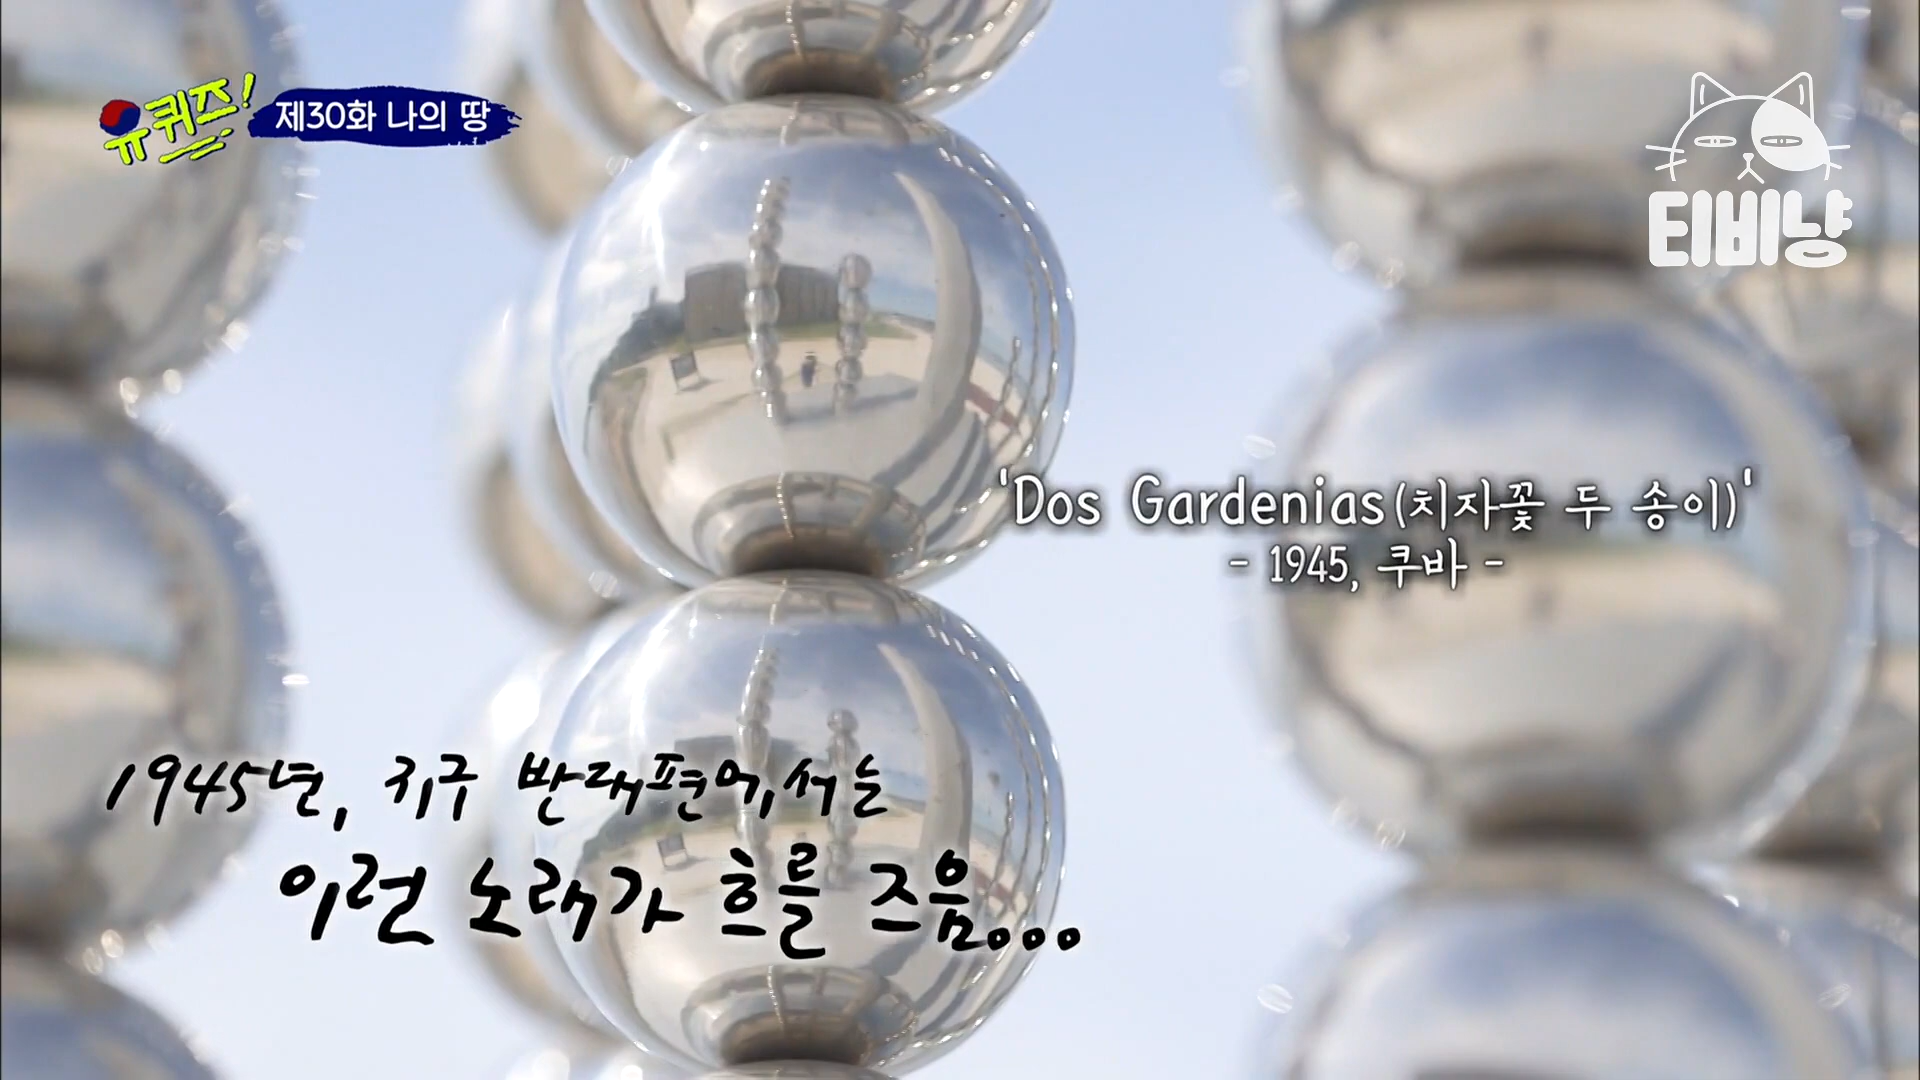 유퀴즈!
제30화 나의 땅
티비냥
'Dos Gardenias(치자꽃 두 송이)'
- 1945, 쿠바 -
1945년, 지구 반대편에서는
이런 노래가 흐를 즈음...